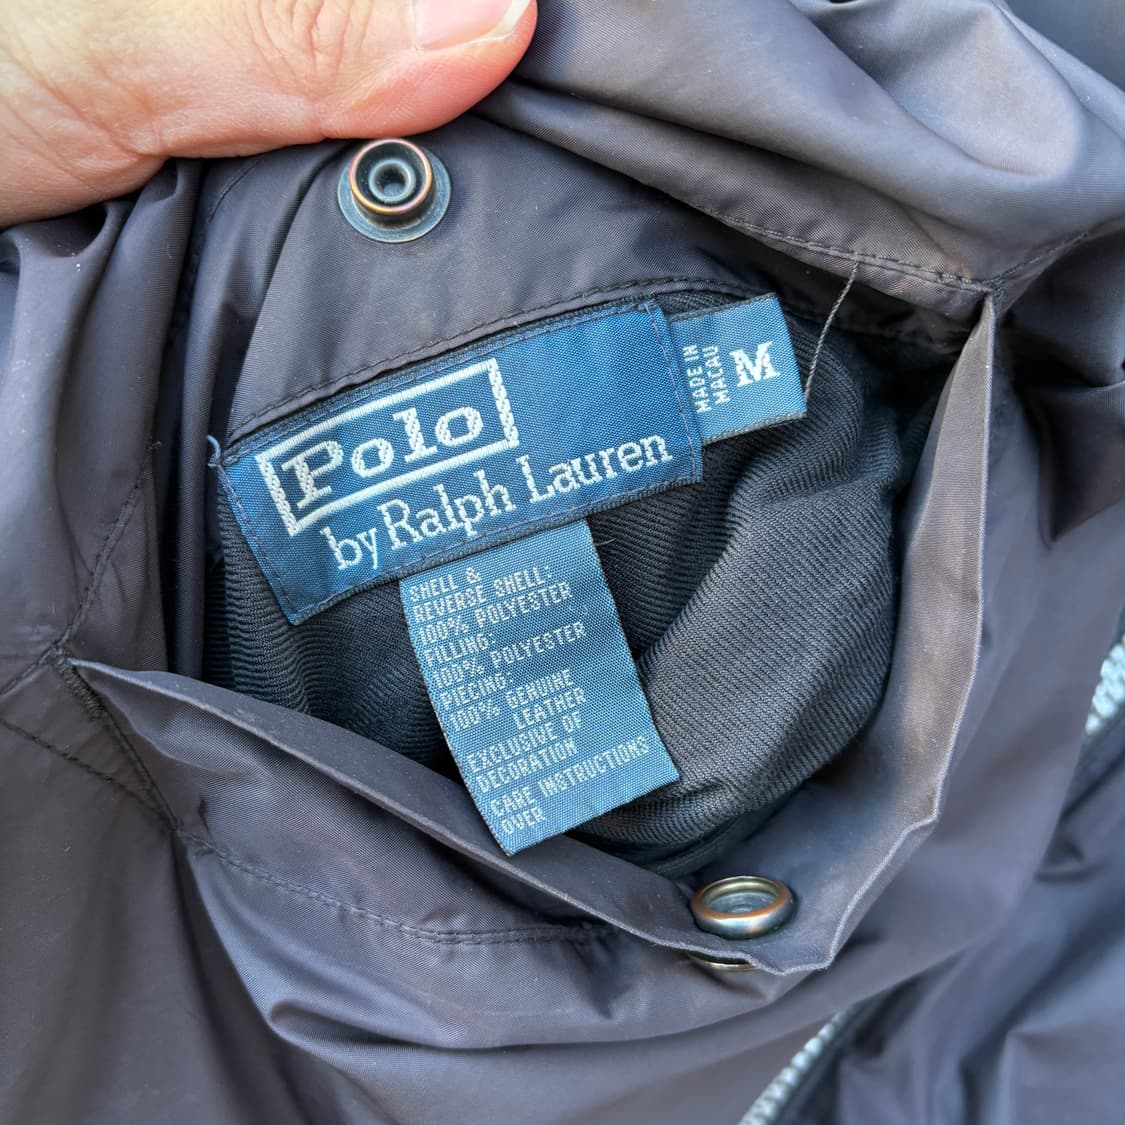 Polo
by Ralph Lauren
MADE IN
MACAU
M
SHELL &
REVERSE SHELL:
100% POLYESTER
FILLING:
100% POLYESTER
PIECING:
100% GENUINE
LEATHER
EXCLUSIVE OF
DECORATION
CARE INSTRUCTIONS
OVER